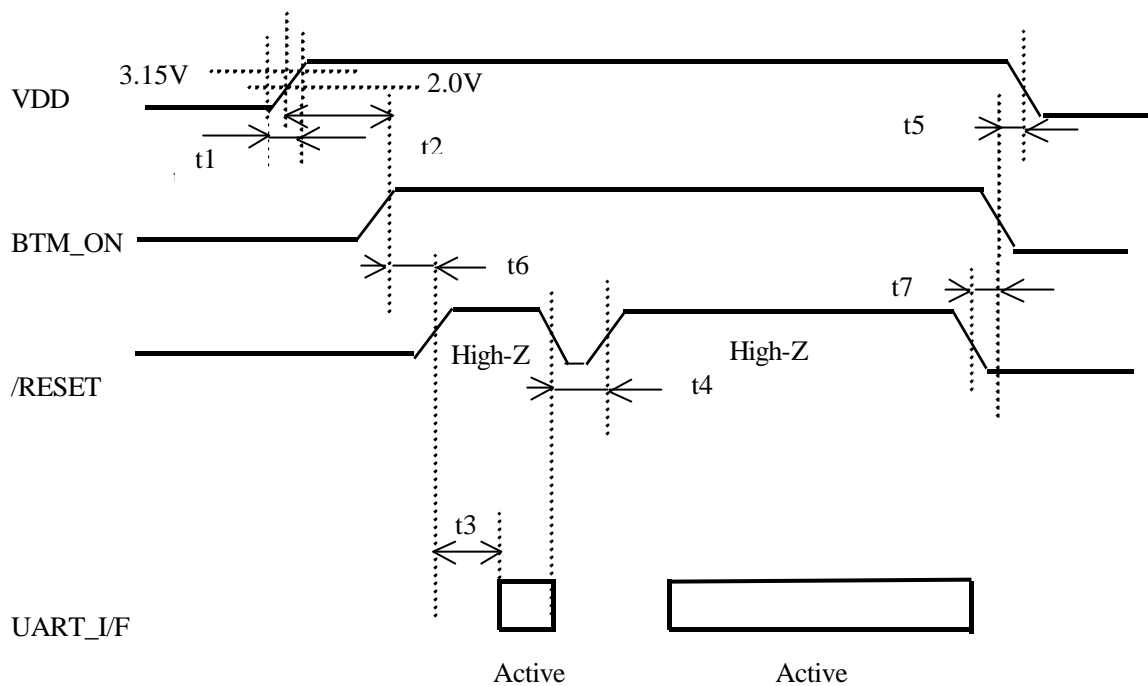 3.15V
2.0V
VDD
t1
t2
t5
BTM_ON
t6
t7
High-Z
High-Z
/RESET
t4
t3
UART_I/F
Active
Active